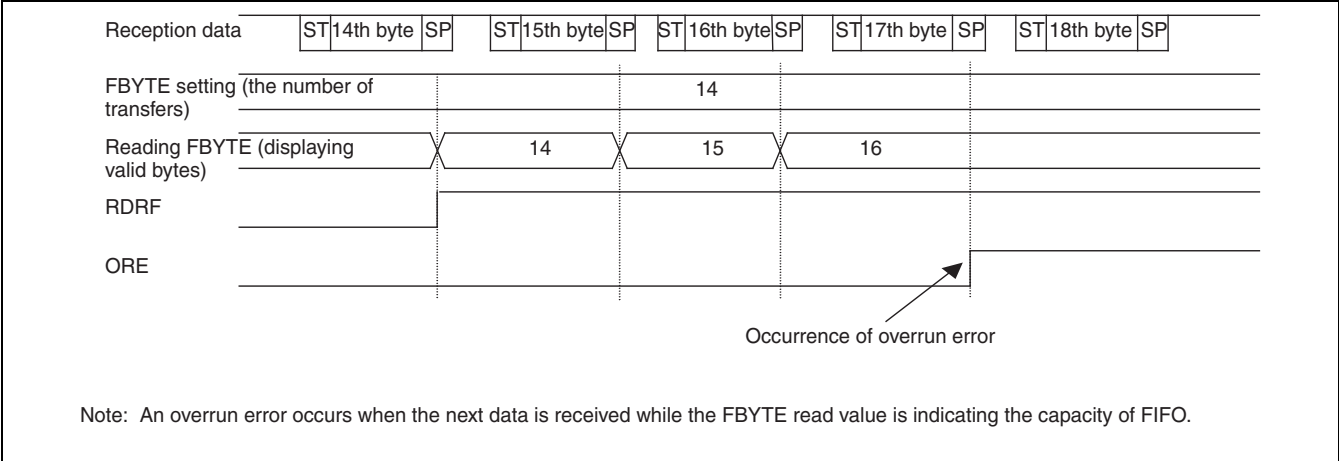 Reception data ST 14th byte SP ST 15th byte SP ST 16th byte SP ST 17th byte SP ST 18th byte SP
FBYTE setting (the number of
transfers)
14
Reading FBYTE (displaying
valid bytes)
14 15 16
RDRF
ORE
Occurrence of overrun error
Note: An overrun error occurs when the next data is received while the FBYTE read value is indicating the capacity of FIFO.